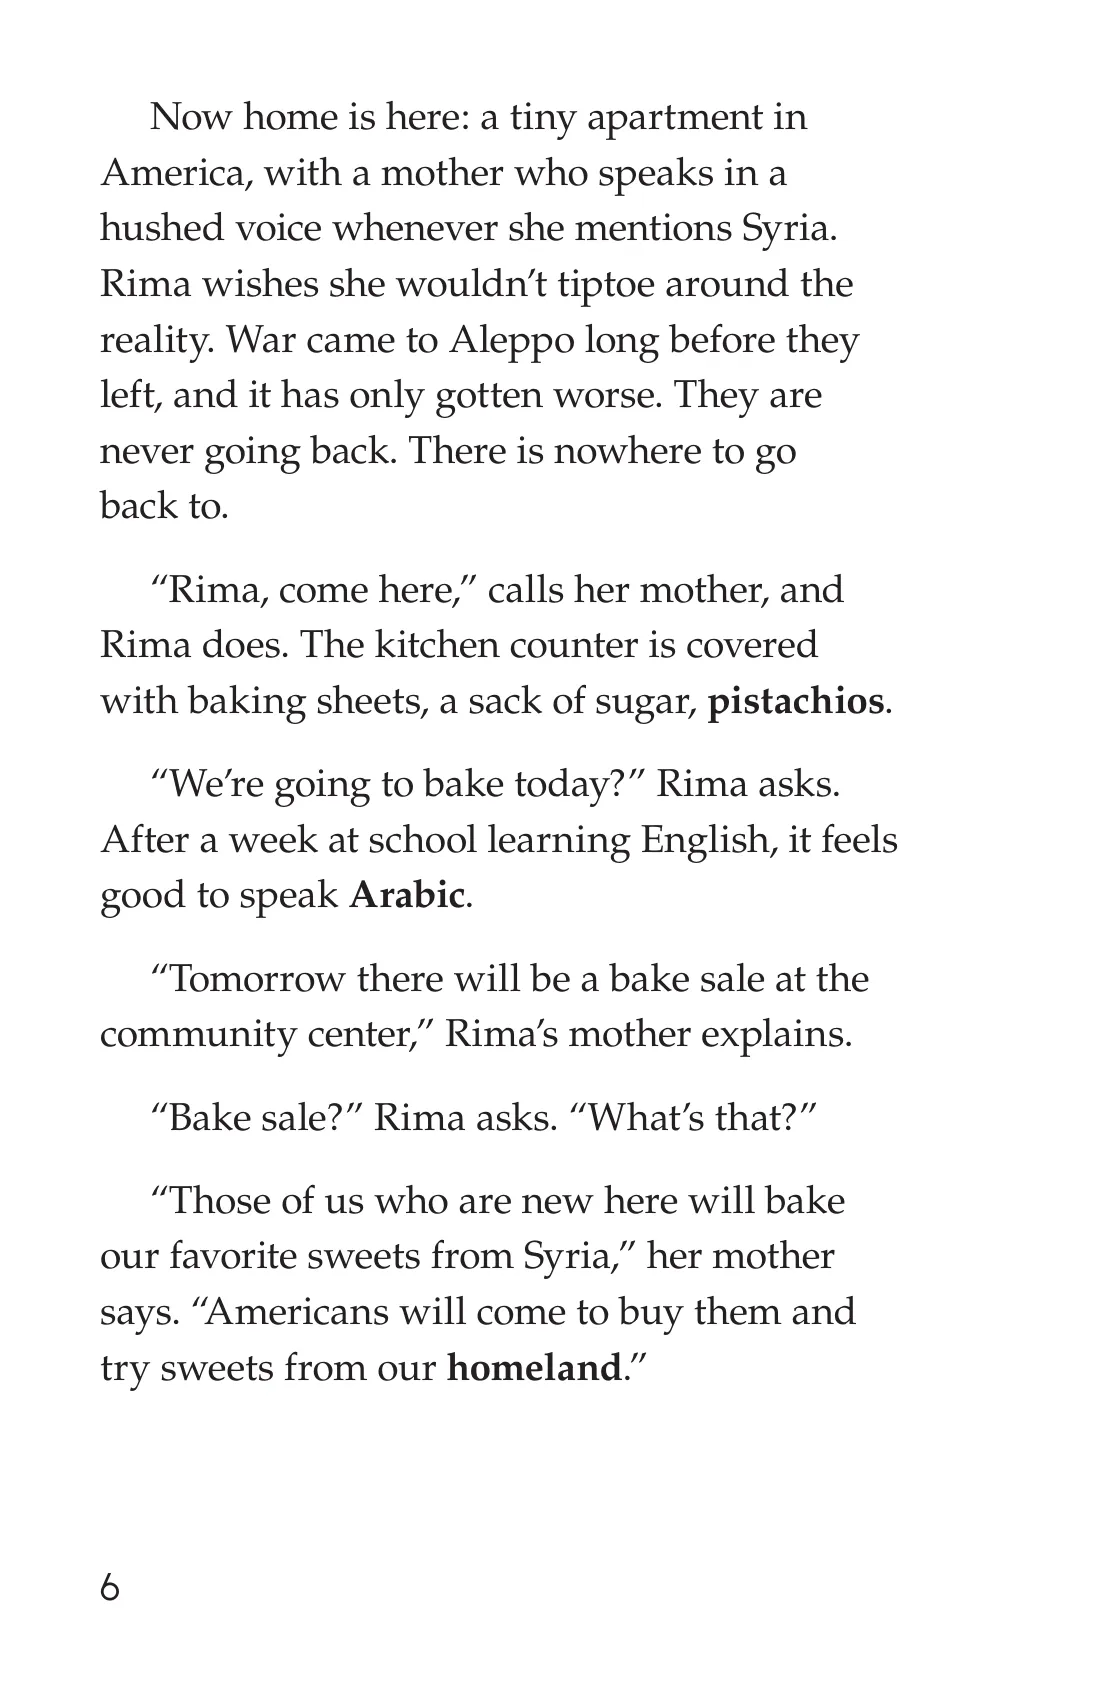 Now home is here: a tiny apartment in
America, with a mother who speaks in a
hushed voice whenever she mentions Syria.
Rima wishes she wouldn’t tiptoe around the
reality. War came to Aleppo long before they
left, and it has only gotten worse. They are
never going back. There is nowhere to go
back to.
“Rima, come here,” calls her mother, and
Rima does. The kitchen counter is covered
with baking sheets, a sack of sugar, pistachios.
“We’re going to bake today?” Rima asks.
After a week at school learning English, it feels
good to speak Arabic.
“Tomorrow there will be a bake sale at the
community center,” Rima’s mother explains.
“Bake sale?” Rima asks. “What’s that?”
“Those of us who are new here will bake
our favorite sweets from Syria,” her mother
says. “Americans will come to buy them and
try sweets from our homeland.”
6